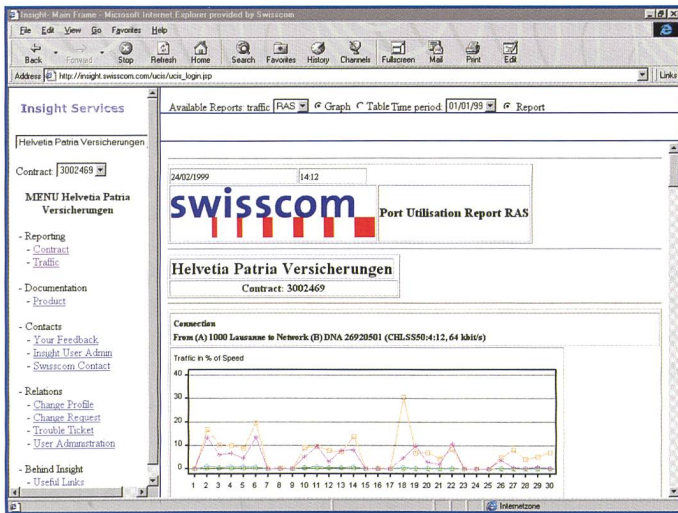 Insight- Main Frame - Microsoft Internet Explorer provided by Swisscom
File Edit View Go Favorites Help
Back Forward Stop Refresh Home Search Favorites History Channels Fullscreen Mail Print Edit
Address http://insight.swisscom.com/ucis/ucis_login.jsp Links
Insight Services
Available Reports: traffic RAS Graph Table Time period: 01/01/99 Report
Helvetia Patria Versicherungen
Contract: 3002469
MENU Helvetia Patria
Versicherungen
- Reporting
- Contract
- Traffic
- Documentation
- Product
- Contacts
- Your Feedback
- Insight User Admin
- Swisscom Contact
- Relations
- Change Profile
- Change Request
- Trouble Ticket
- User Administration
- Behind Insight
- Useful Links
24/02/1999 14:12
swisscom Port Utilisation Report RAS
Helvetia Patria Versicherungen
Contract: 3002469
Connection
From (A) 1000 Lausanne to Network (B) DNA 26920501 (CHLSS50:4:12, 64 kbit/s)
Traffic in % of Speed
40
30
20
10
0
1 2 3 4 5 6 7 8 9 10 11 12 13 14 15 16 17 18 19 20 21 22 23 24 25 26 27 28 29 30
Internetzone